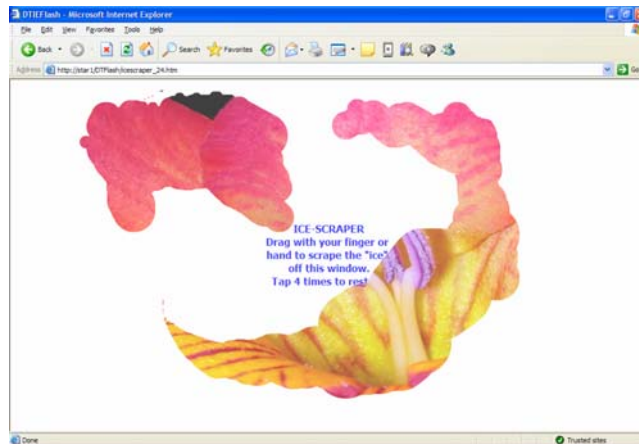 DTIEFlash - Microsoft Internet Explorer
File Edit View Favorites Tools Help
Back Search Favorites
Address http://star1/DTFlash/icescraper_24.htm Go
ICE-SCRAPER
Drag with your finger or
hand to scrape the "ice"
off this window.
Tap 4 times to rest
Done Trusted sites